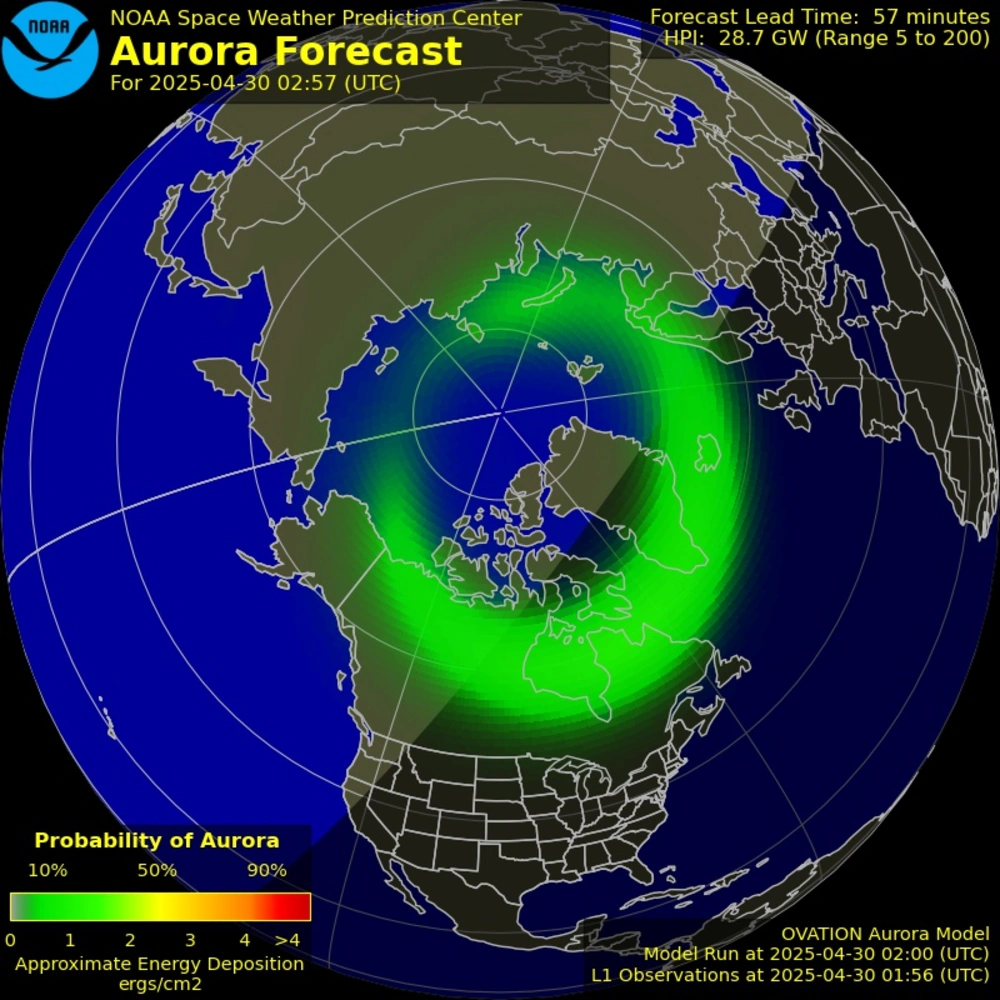 NOAA
NOAA Space Weather Prediction Center
Aurora Forecast
For 2025-04-30 02:57 (UTC)
Forecast Lead Time: 57 minutes
HPI: 28.7 GW (Range 5 to 200)
Probability of Aurora
10% 50% 90%
0 1 2 3 4 >4
Approximate Energy Deposition
ergs/cm2
OVATION Aurora Model
Model Run at 2025-04-30 02:00 (UTC)
L1 Observations at 2025-04-30 01:56 (UTC)